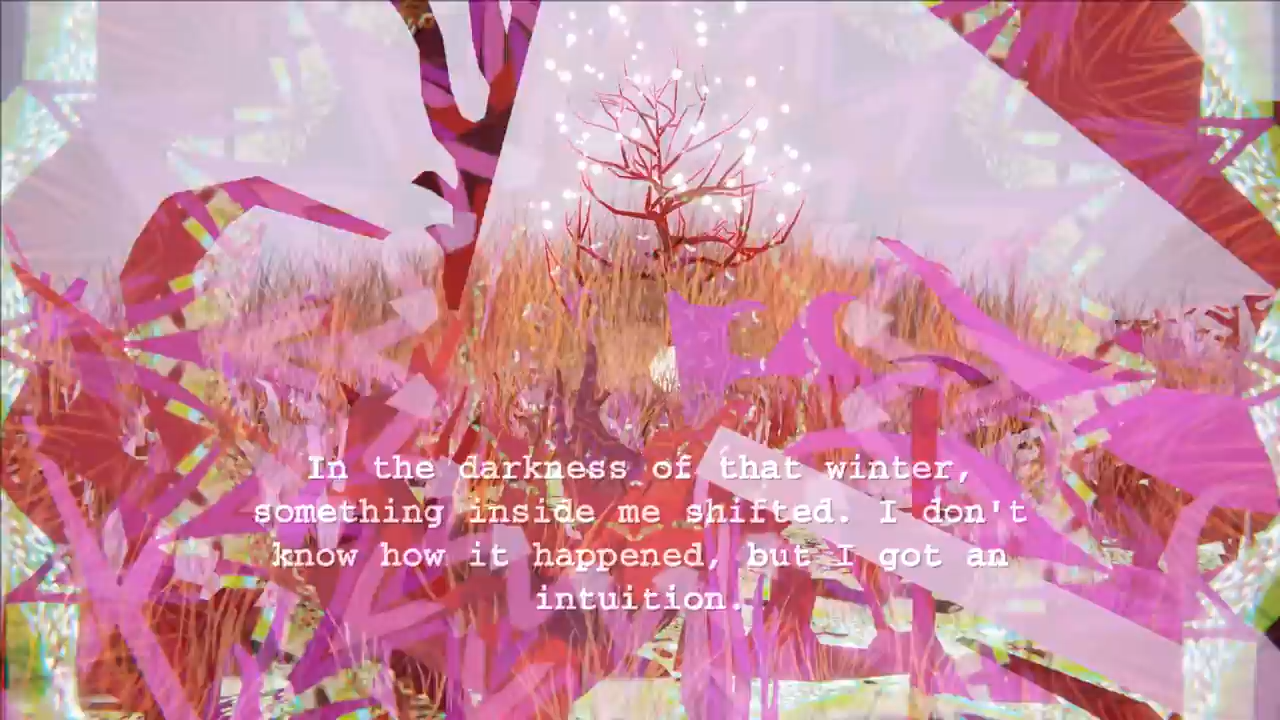 In the darkness of that winter,
something inside me shifted. I don't
know how it happened, but I got an
intuition.